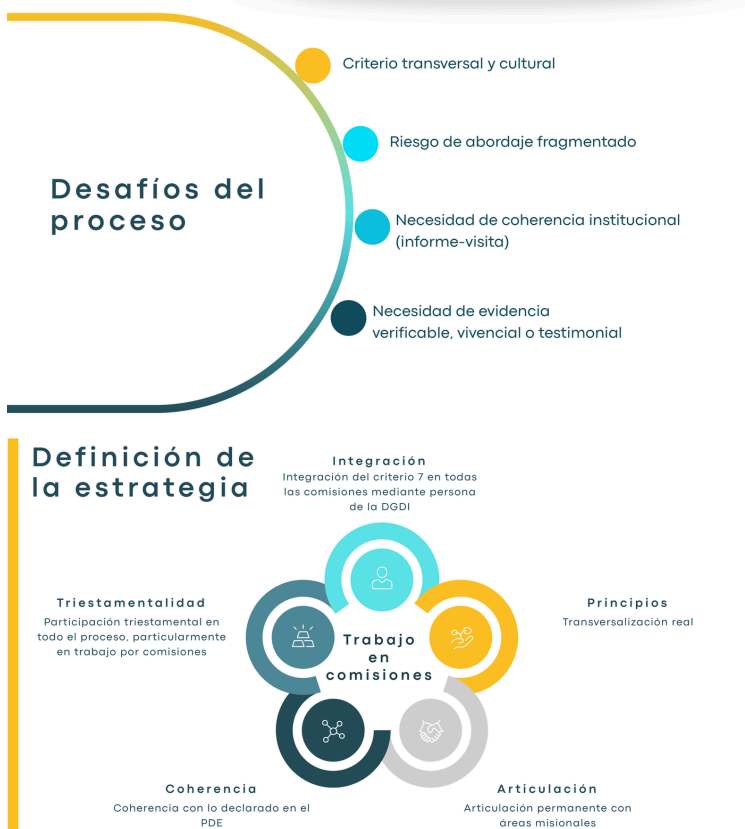 Criterio transversal y cultural
Riesgo de abordaje fragmentado
Desafíos del
proceso
Necesidad de coherencia institucional
(informe-visita)
Necesidad de evidencia
verificable, vivencial o testimonial
Definición de
la estrategia
Integración
Integración del criterio 7 en todas
las comisiones mediante persona
de la DGDI
Triestamentalidad
Participación triestamental en
todo el proceso, particularmente
en trabajo por comisiones
Principios
Transversalización real
Trabajo
en
comisiones
Coherencia
Coherencia con lo declarado en el
PDE
Articulación
Articulación permanente con
áreas misionales